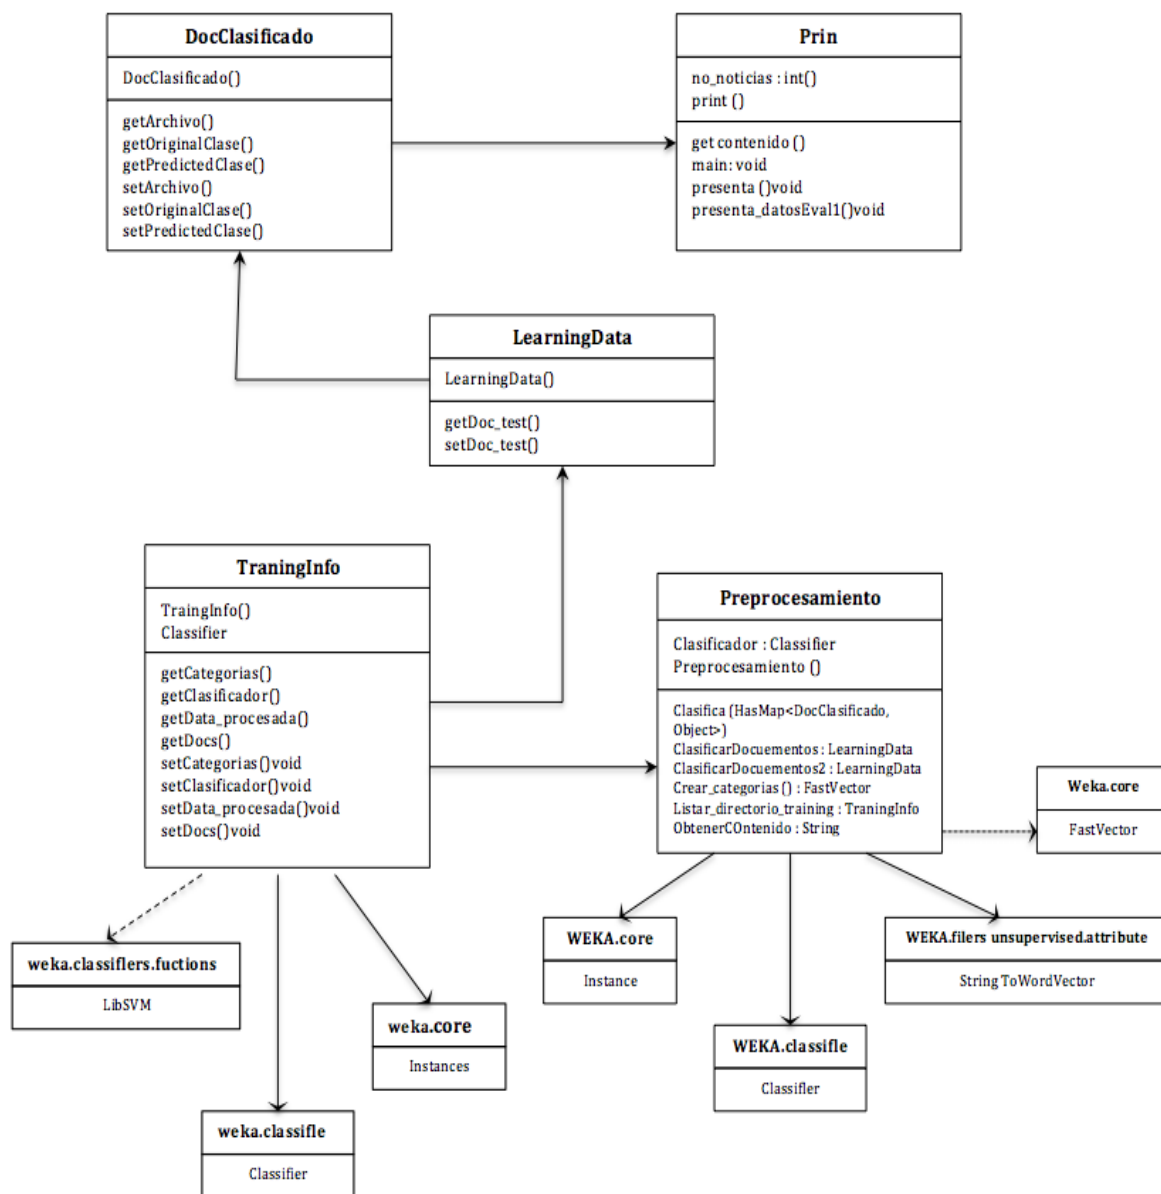 DocClasificado
DocClasificado()
getArchivo()
getOriginalClase()
getPredictedClase()
setArchivo()
setOriginalClase()
setPredictedClase()
Prin
no_noticias : int()
print ()
get contenido ()
main: void
presenta ()void
presenta_datosEval1()void
LearningData
LearningData()
getDoc_test()
setDoc_test()
TraningInfo
TraingInfo()
Classifier
getCategorias()
getClasificador()
getData_procesada()
getDocs()
setCategorias()void
setClasificador()void
setData_procesada()void
setDocs()void
Preprocesamiento
Clasificador : Classifier
Preprocesamiento ()
Clasifica (HasMap<DocClasificado,
Object>)
ClasificarDocuementos : LearningData
ClasificarDocuementos2 : LearningData
Crear_categorias() : FastVector
Listar_directorio_training : TraningInfo
ObtenerCOntenido : String
Weka.core
FastVector
weka.classiflers.fuctions
LibSVM
weka.classifle
Classifier
weka.core
Instances
WEKA.core
Instance
WEKA.classifle
Classifler
WEKA.filers unsupervised.attribute
String ToWordVector